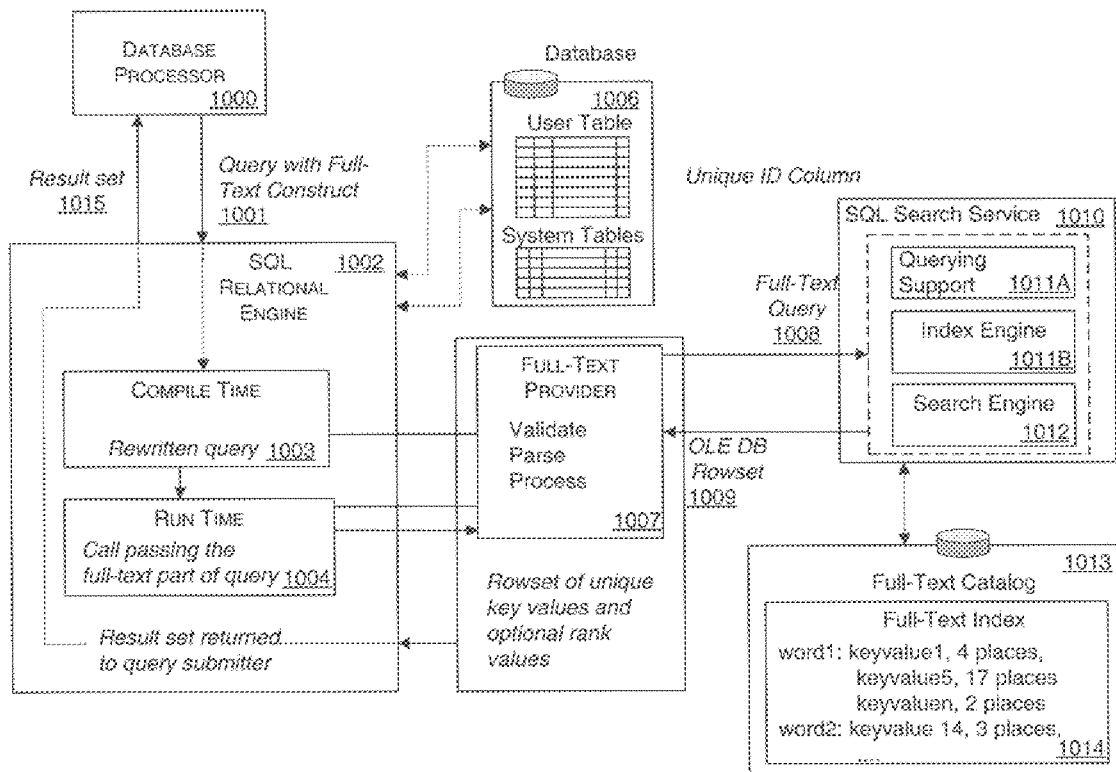 DATABASE
PROCESSOR
1000
Result set
1015
Query with Full-
Text Construct
1001
Database
1006
User Table
System Tables
Unique ID Column
SQL 1002
RELATIONAL
ENGINE
COMPILE TIME
Rewritten query 1003
RUN TIME
Call passing the
full-text part of query 1004
Result set returned
to query submitter
FULL-TEXT
PROVIDER
Validate
Parse
Process
1007
Rowset of unique
key values and
optional rank
values
Full-Text
Query
1008
OLE DB
Rowset
1009
SQL Search Service 1010
Querying
Support 1011A
Index Engine
1011B
Search Engine
1012
1013
Full-Text Catalog
Full-Text Index
word1: keyvalue1, 4 places,
keyvalue5, 17 places
keyvaluen, 2 places
word2: keyvalue 14, 3 places,
....
1014